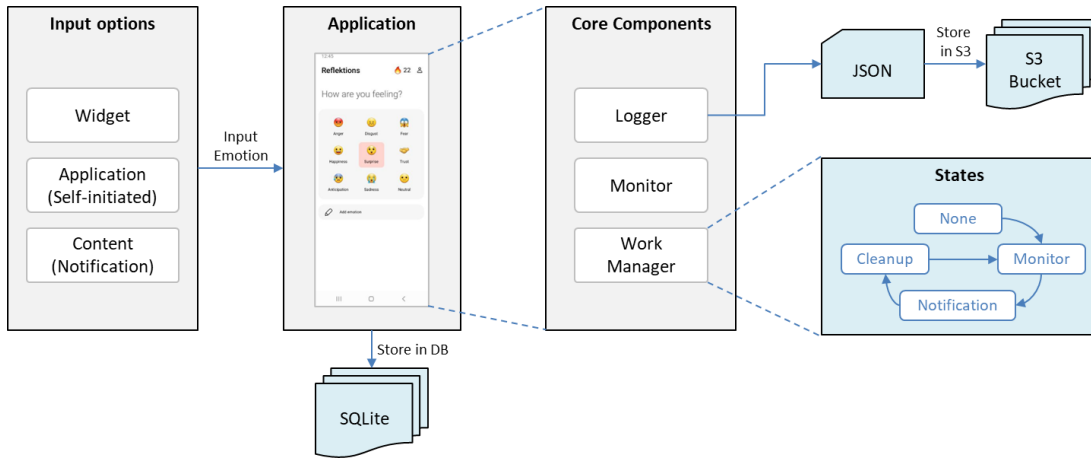 Input options
Widget
Application
(Self-initiated)
Content
(Notification)
Input
Emotion
Application
12:45
Reflektions
22
How are you feeling?
Anger
Disgust
Fear
Happiness
Surprise
Trust
Anticipation
Sadness
Neutral
Add emotion
Store in DB
SQLite
Core Components
Logger
Monitor
Work
Manager
JSON
Store
in S3
S3
Bucket
States
None
Cleanup
Monitor
Notification